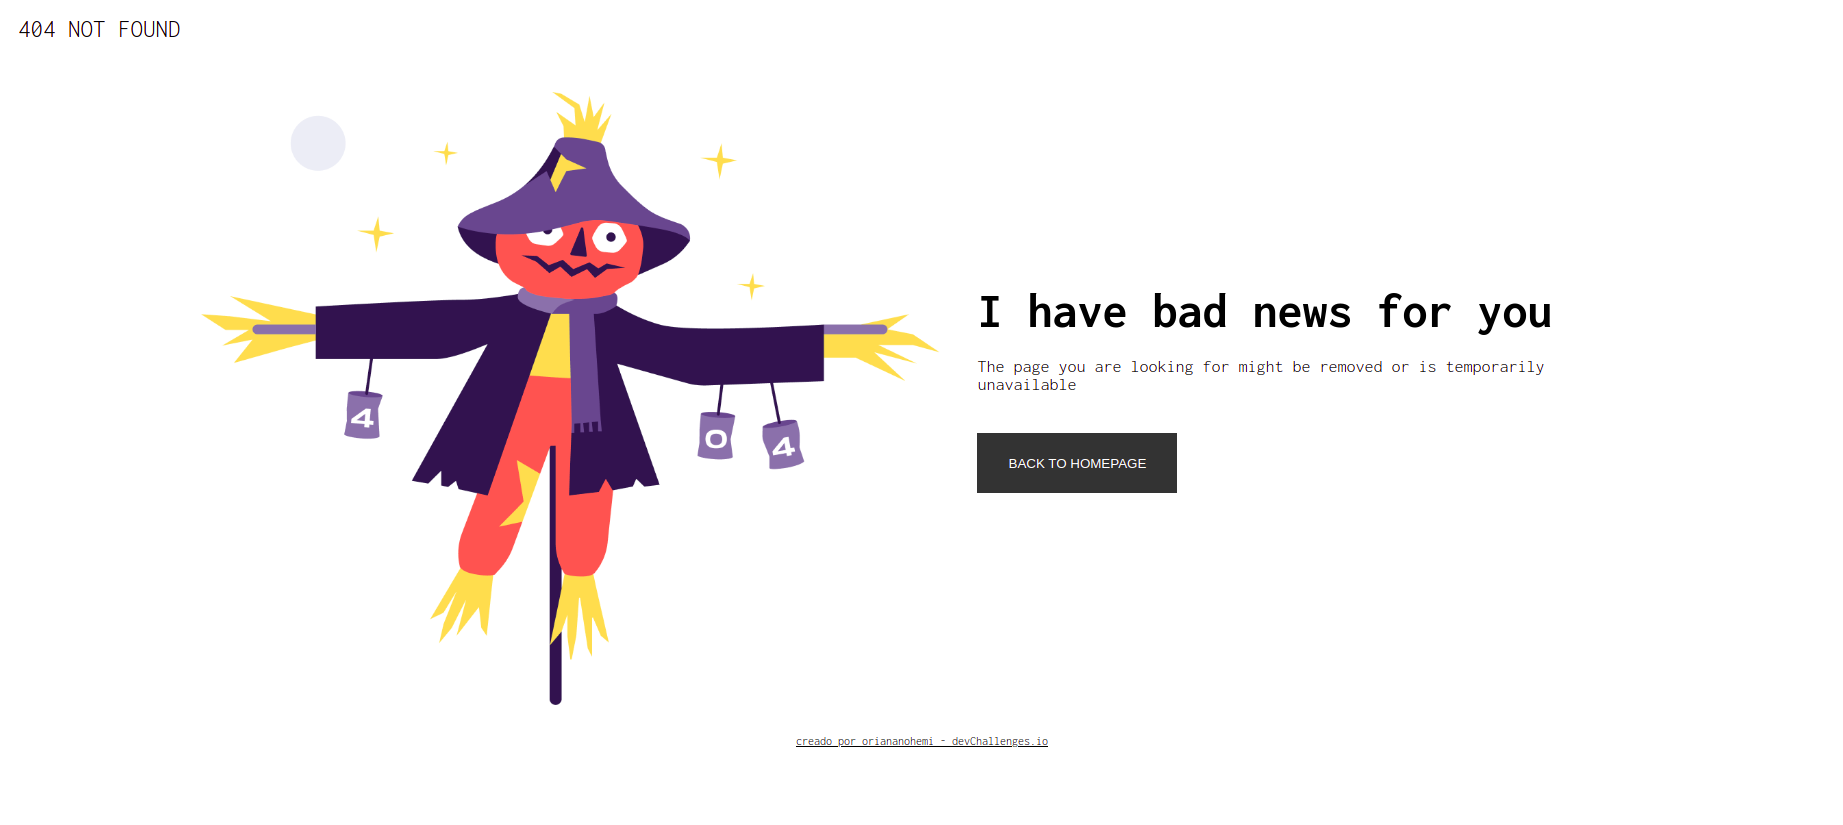 404 NOT FOUND
4
0
4
I have bad news for you
The page you are looking for might be removed or is temporarily
unavailable
BACK TO HOMEPAGE
creado por oriananohemi - devChallenges.io